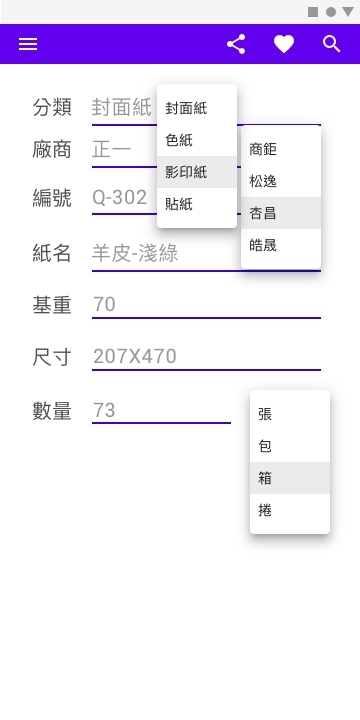 分類 封面紙
廠商 正一
編號 Q-302
紙名 羊皮-淺綠
基重 70
尺寸 207X470
數量 73
封面紙
色紙
影印紙
貼紙
商鉅
松逸
杏昌
皓晟
張
包
箱
捲